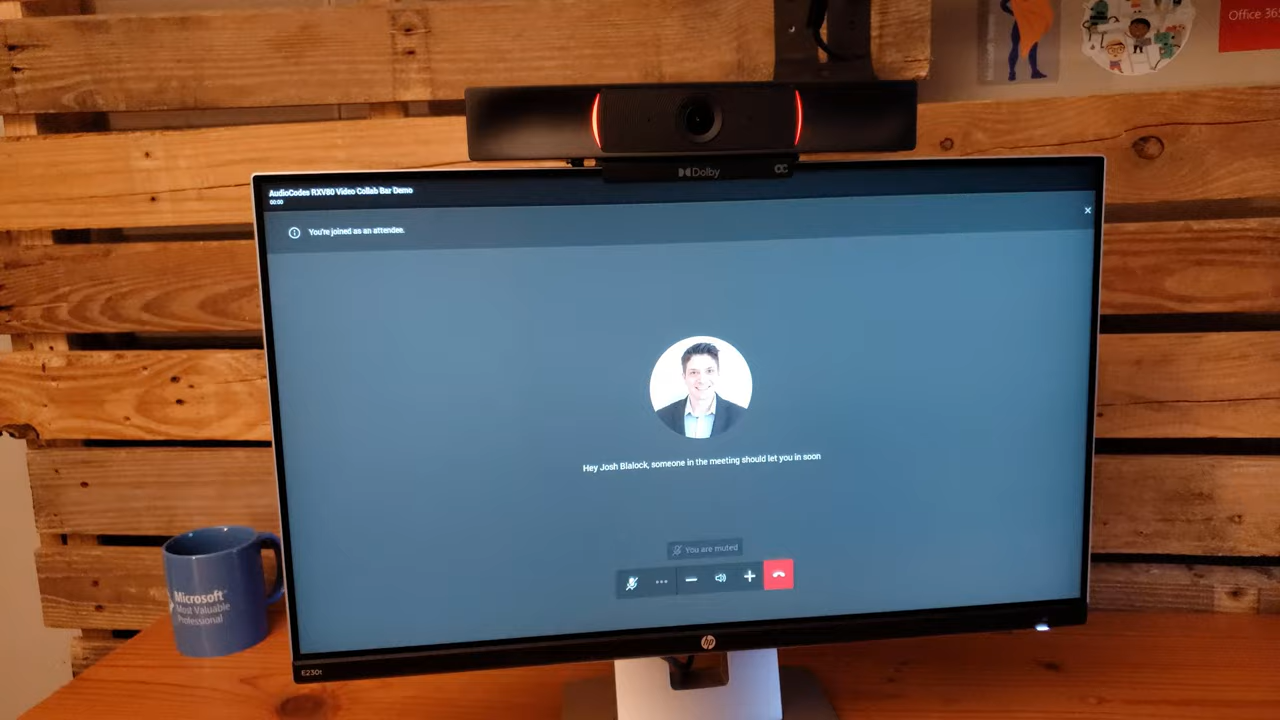 Office 365
Dolby
AudioCodes RXV80 Video Collab Bar Demo
00:00
You're joined as an attendee.
Hey Josh Blalock, someone in the meeting should let you in soon
You are muted
Microsoft
Most Valuable
Professional
hp
E230t